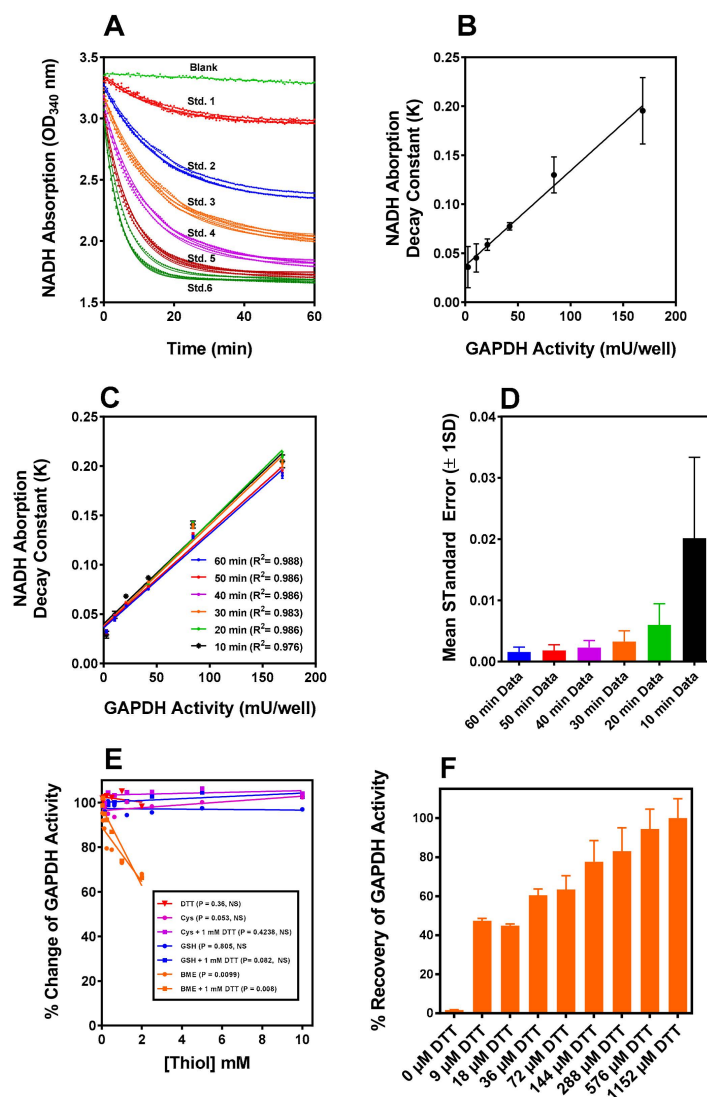 A
NADH Absorption (OD340 nm)
3.5
3.0
2.5
2.0
1.5
Blank
Std. 1
Std. 2
Std. 3
Std. 4
Std. 5
Std.6
0 20 40 60
Time (min)
B
NADH Aborption
Decay Constant (K)
0.20
0.15
0.10
0.05
0.00
0 50 100 150 200
GAPDH Activity (mU/well)
C
NADH Aborption
Decay Constant (K)
0.25
0.20
0.15
0.10
0.05
0.00
60 min (R2= 0.988)
50 min (R2= 0.986)
40 min (R2= 0.986)
30 min (R2= 0.983)
20 min (R2= 0.986)
10 min (R2= 0.976)
0 50 100 150 200
GAPDH Activity (mU/well)
D
Mean STandard Error (± 1SD)
0.04
0.03
0.02
0.01
0.00
60 min Data
50 min Data
40 min Data
30 min Data
20 min Data
10 min Data
E
% Change of GAPDH Activity
100
80
60
40
20
0
DTT (P = 0.36, NS)
Cys (P = 0.053, NS)
Cys + 1 mM DTT (P = 0.4238, NS)
GSH (P = 0.805, NS)
GSH + 1 mM DTT (P= 0.082, NS)
BME (P = 0.0099)
BME + 1 mM DTT (P = 0.008)
0 2 4 6 8 10
[Thiol] mM
F
% Recovery of GAPDH Activity
100
80
60
40
20
0
0 µM DTT
9 µM DTT
18 µM DTT
36 µM DTT
72 µM DTT
144 µM DTT
288 µM DTT
576 µM DTT
1152 µM DTT